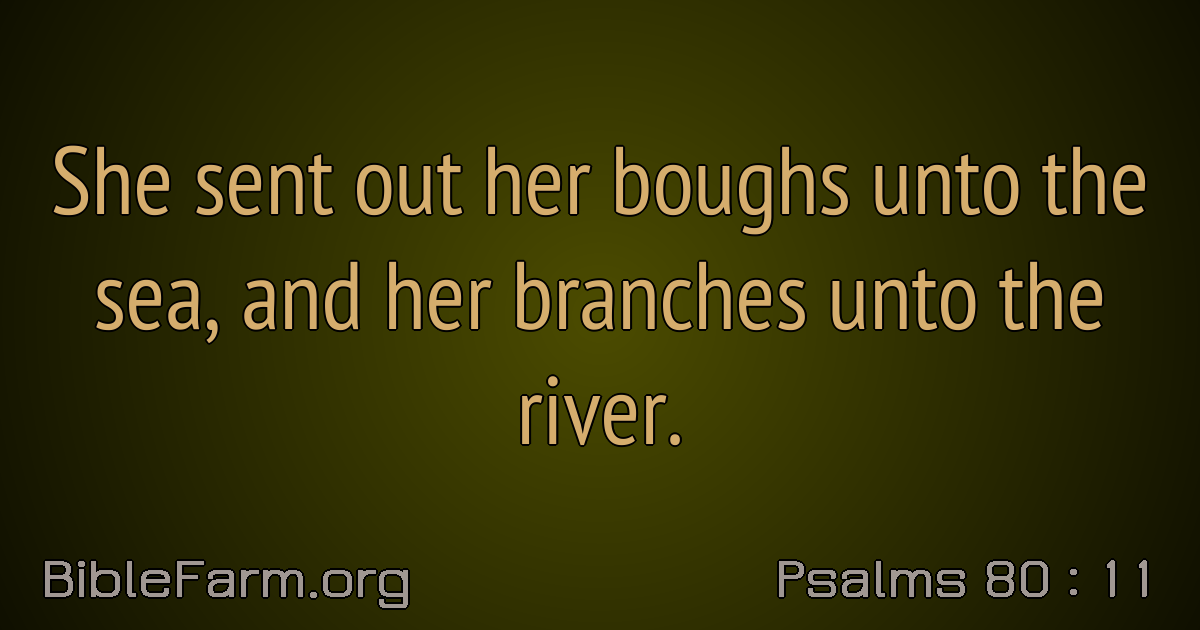 She sent out her boughs unto the
sea, and her branches unto the
river.
BibleFarm.org
Psalms 80 : 11